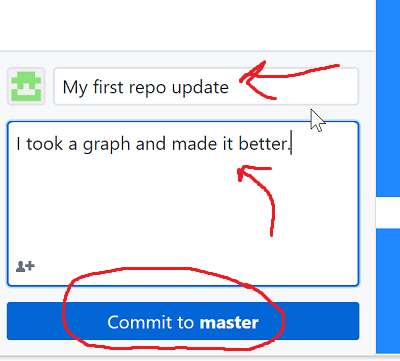 My first repo update
I took a graph and made it better.
Commit to master